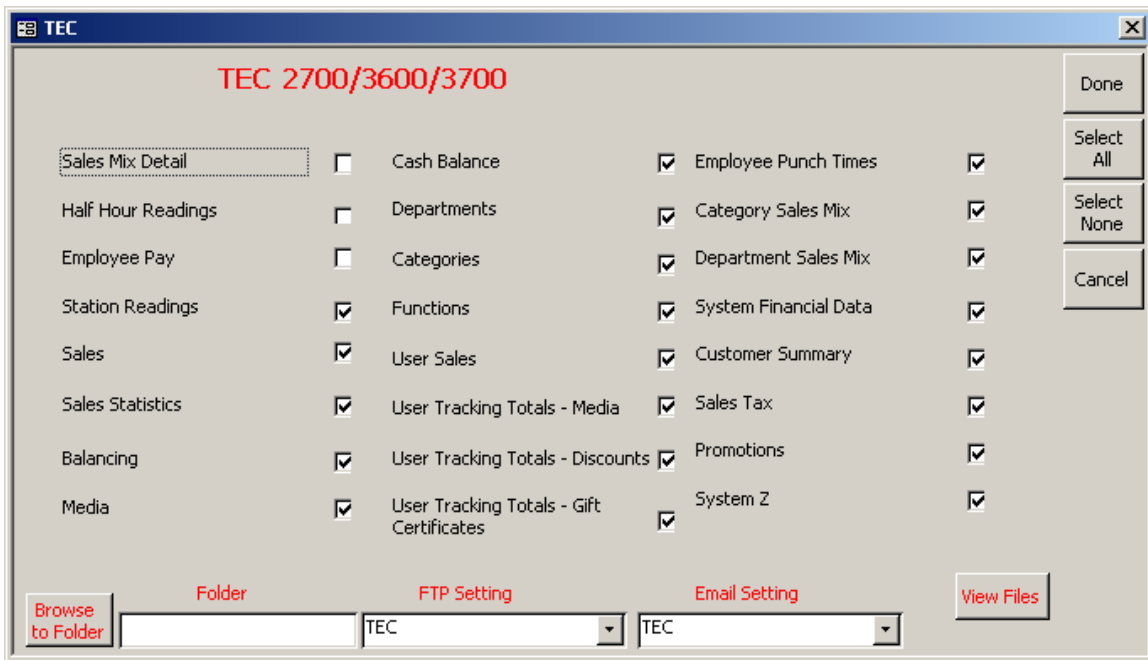 TEC
TEC 2700/3600/3700
Done
Select
All
Select
None
Cancel
Sales Mix Detail
Cash Balance
Employee Punch Times
Half Hour Readings
Departments
Category Sales Mix
Employee Pay
Categories
Department Sales Mix
Station Readings
Functions
System Financial Data
Sales
User Sales
Customer Summary
Sales Statistics
User Tracking Totals - Media
Sales Tax
Balancing
User Tracking Totals - Discounts
Promotions
Media
User Tracking Totals - Gift
Certificates
System Z
Browse
to Folder
Folder
FTP Setting
TEC
Email Setting
TEC
View Files